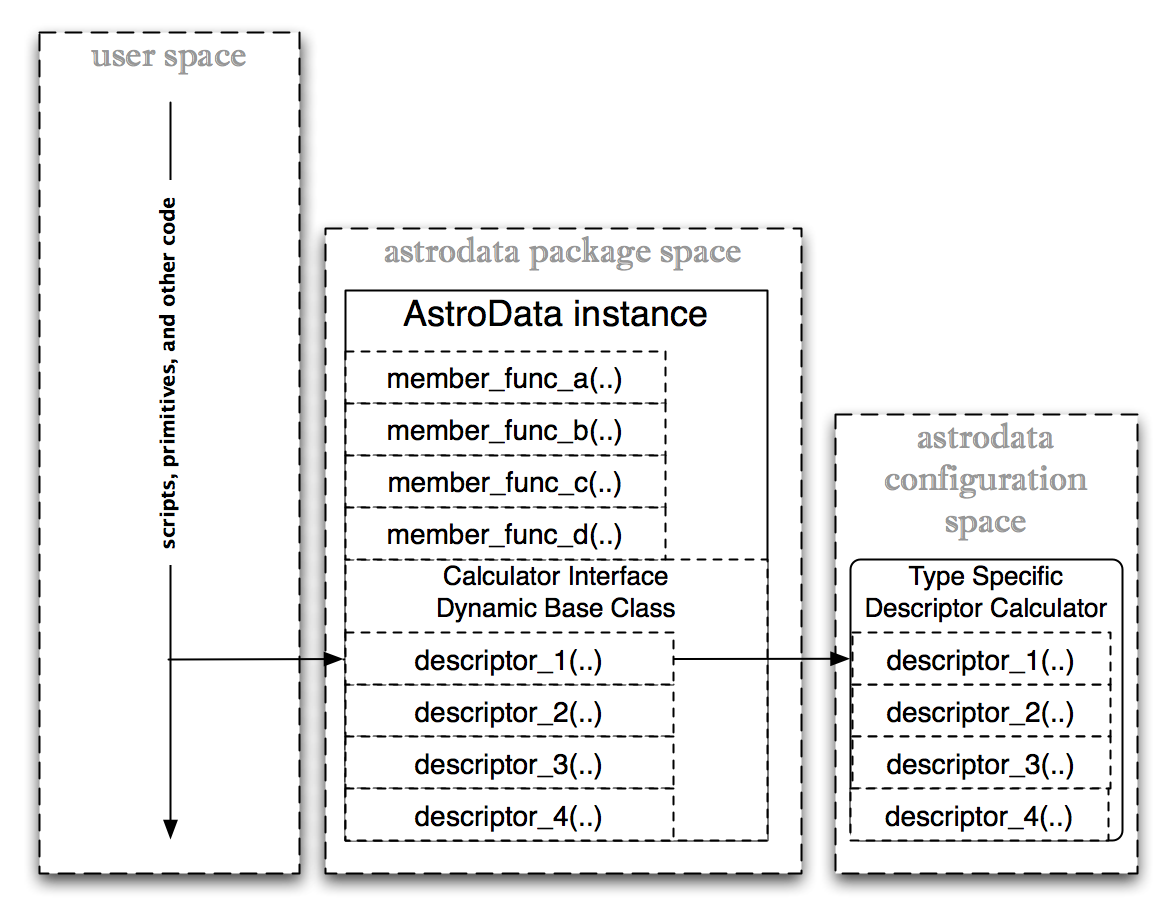 user space
scripts, primitives, and other code
astrodata package space
AstroData instance
member_func_a(..)
member_func_b(..)
member_func_c(..)
member_func_d(..)
Calculator Interface
Dynamic Base Class
descriptor_1(..)
descriptor_2(..)
descriptor_3(..)
descriptor_4(..)
astrodata
configuration
space
Type Specific
Descriptor Calculator
descriptor_1(..)
descriptor_2(..)
descriptor_3(..)
descriptor_4(..)